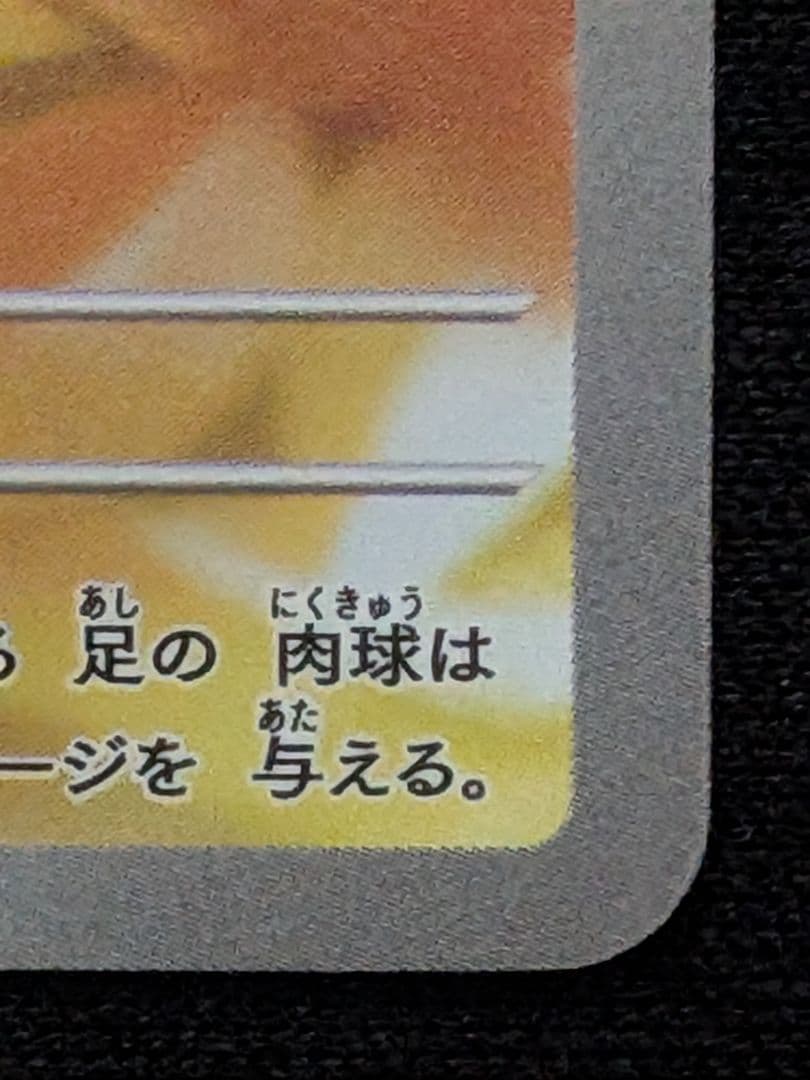 あし にくきゅう
る 足の 肉球は
あた
ージを 与える。